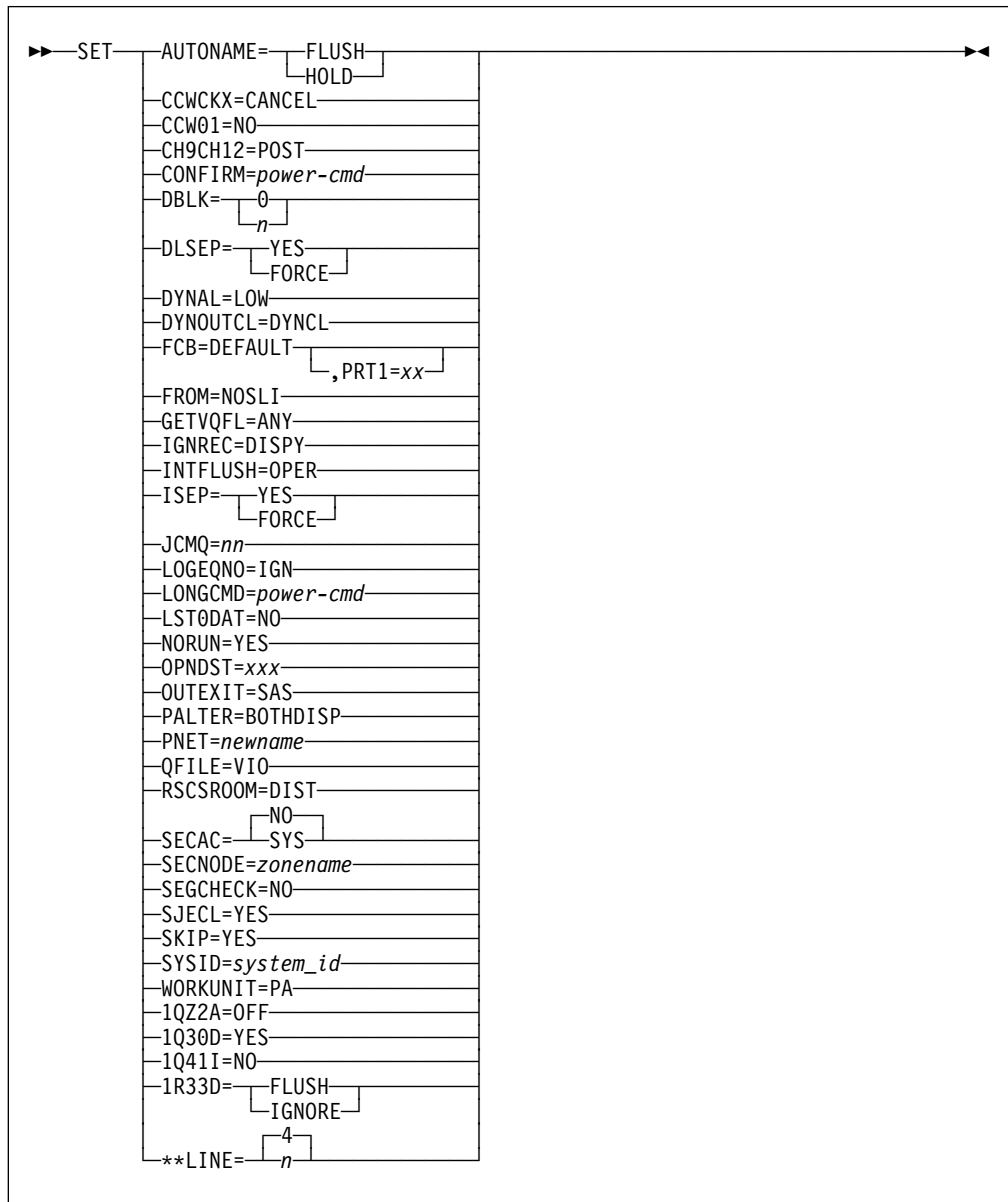 SET AUTONAME= FLUSH
HOLD
CCWCKX=CANCEL
CCW01=NO
CH9CH12=POST
CONFIRM=power-cmd
DBLK= 0
n
DLSEP= YES
FORCE
DYNAL=LOW
DYNOUTCL=DYNCL
FCB=DEFAULT
,PRT1=xx
FROM=NOSLI
GETVQFL=ANY
IGNREC=DISPY
INTFLUSH=OPER
ISEP= YES
FORCE
JCMQ=nn
LOGEQNO=IGN
LONGCMD=power-cmd
LST0DAT=NO
NORUN=YES
OPNDST=xxx
OUTEXIT=SAS
PALTER=BOTHDISP
PNET=newname
QFILE=VIO
RSCSROOM=DIST
NO
SECAC= SYS
SECNODE=zonename
SEGCHECK=NO
SJECL=YES
SKIP=YES
SYSID=system_id
WORKUNIT=PA
1QZ2A=OFF
1Q30D=YES
1Q41I=NO
1R33D= FLUSH
IGNORE
4
**LINE= n